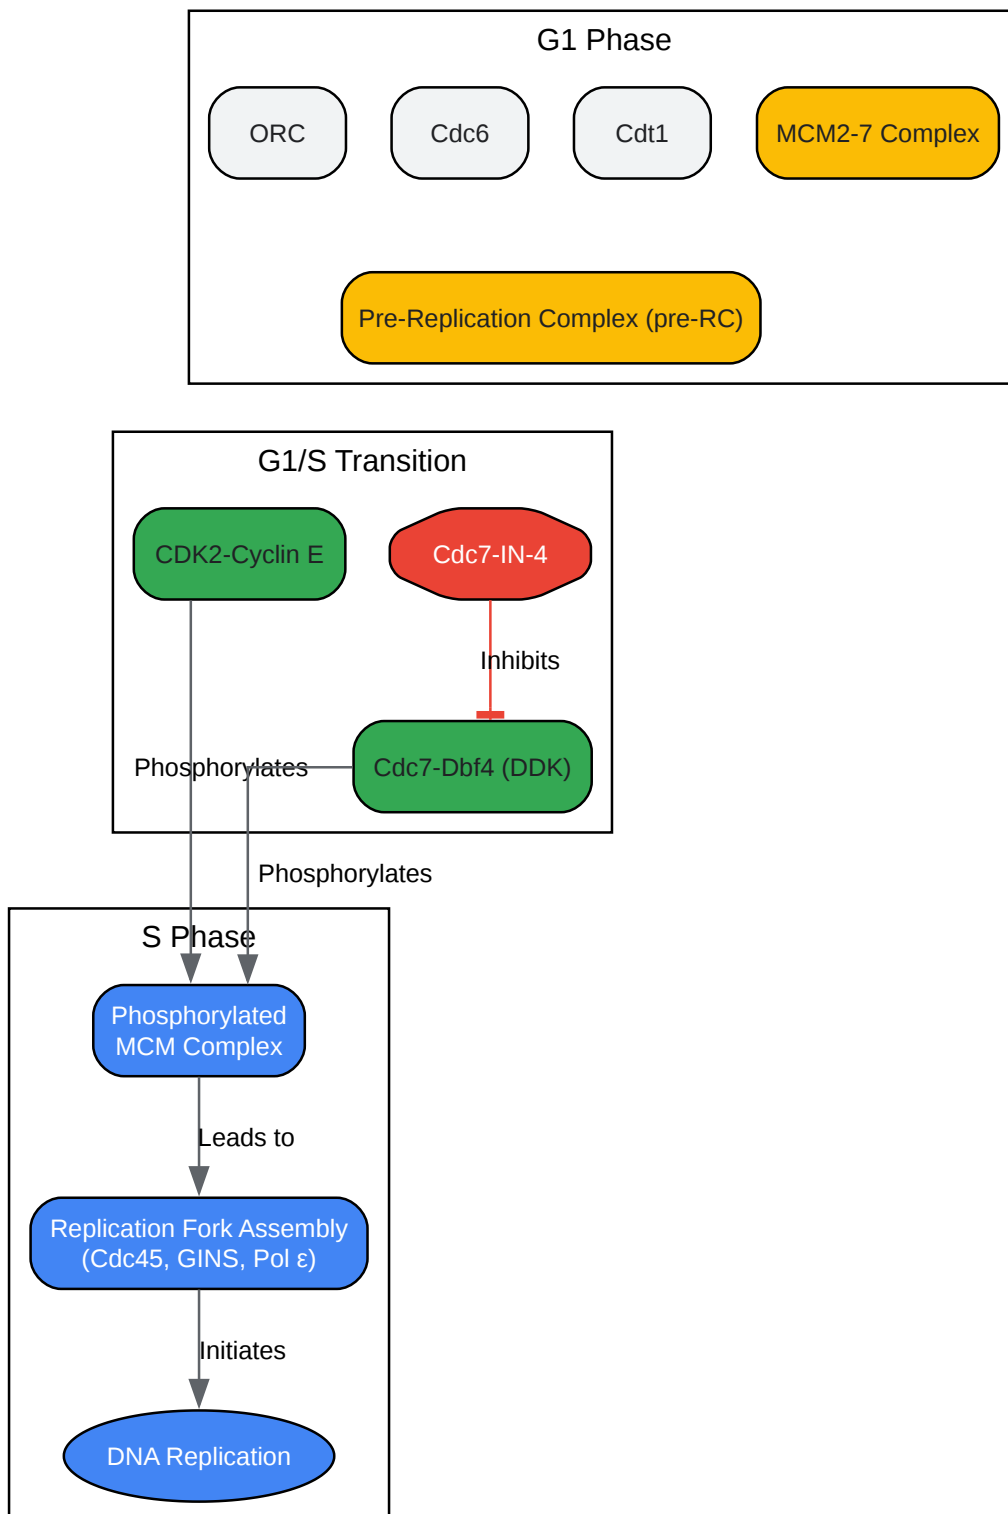 G1 Phase
ORC
Cdc6
Cdt1
MCM2-7 Complex
Pre-Replication Complex (pre-RC)
G1/S Transition
CDK2-Cyclin E
Cdc7-IN-4
Inhibits
Phosphorylates
Cdc7-Dbf4 (DDK)
Phosphorylates
S Phase
Phosphorylated
MCM Complex
Leads to
Replication Fork Assembly
(Cdc45, GINS, Pol ε)
Initiates
DNA Replication